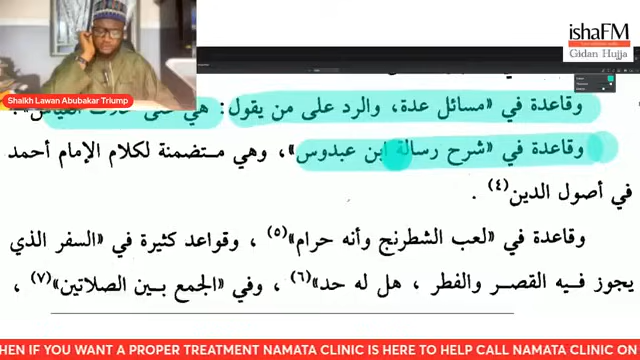 ishaFM
Gidan Hujja
Shaikh Lawan Abubakar Triump
وقاعدة في «مسائل عدة، والرد على من يقول: هي على خلاف القياس».
وقاعدة في «شرح رسالة ابن عبدوس»، وهي متضمنة لكلام الإمام أحمد
في أصول الدين(٤).
وقاعدة في «لعب الشطرنج وأنه حرام»(٥)، وقواعد كثيرة في «السفر الذي
يجوز فيه القصر والفطر، هل له حد»(٦)، وفي «الجمع بين الصلاتين»(٧)،
HEN IF YOU WANT A PROPER TREATMENT NAMATA CLINIC IS HERE TO HELP CALL NAMATA CLINIC ON